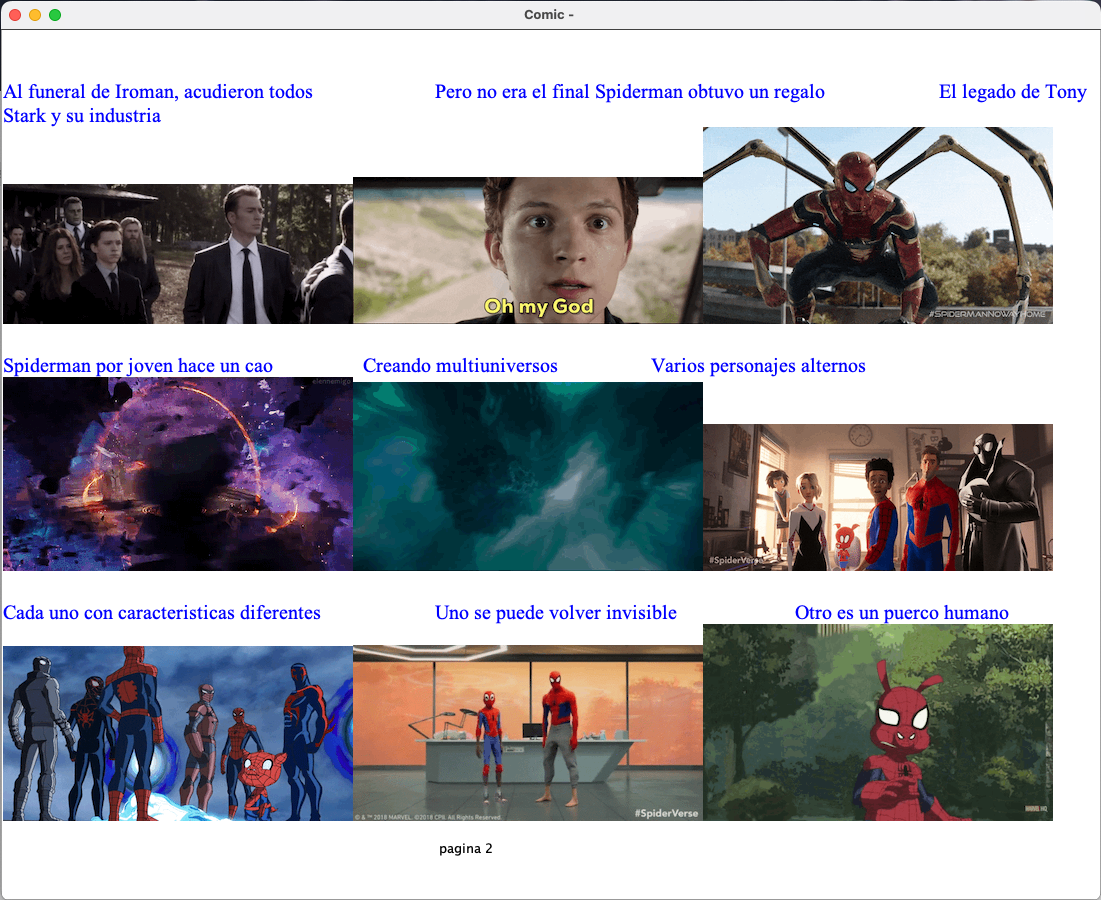 Comic -
Al funeral de Iroman, acudieron todos
Pero no era el final Spiderman obtuvo un regalo
El legado de Tony
Stark y su industria
Oh my God
#SPIDERMANNOWAYHOME
Spiderman por joven hace un cao
Creando multiuniversos
Varios personajes alternos
elennemigo
#SpiderVerse
Cada uno con caracteristicas diferentes
Uno se puede volver invisible
Otro es un puerco humano
© & ™ 2018 MARVEL. ©2018 CPII. All Rights Reserved.
#SpiderVerse
MARVEL HQ
pagina 2